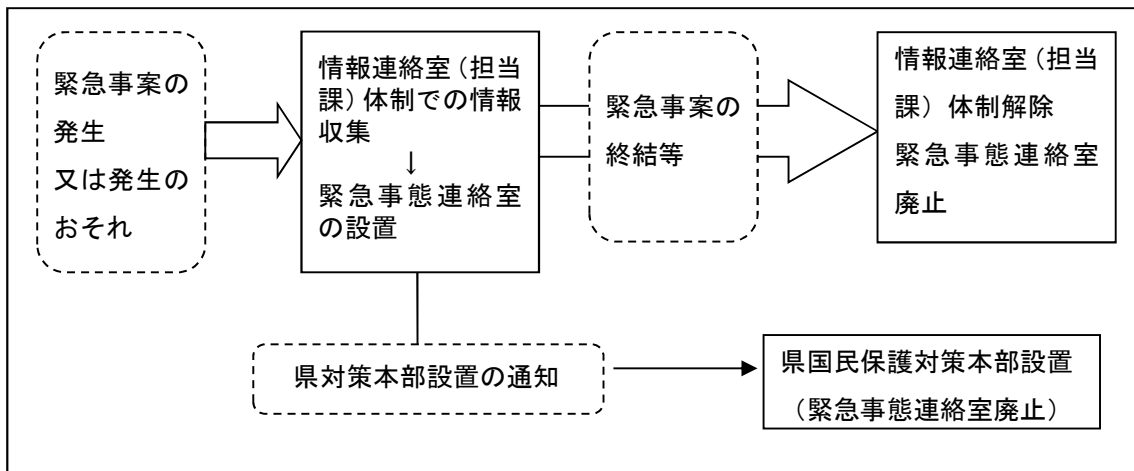 緊急事案の
発生
又は発生の
おそれ
情報連絡室（担当
課）体制での情報
収集
↓
緊急事態連絡室
の設置
緊急事案の
終結等
情報連絡室（担当
課）体制解除
緊急事態連絡室
廃止
県対策本部設置の通知
県国民保護対策本部設置
（緊急事態連絡室廃止）